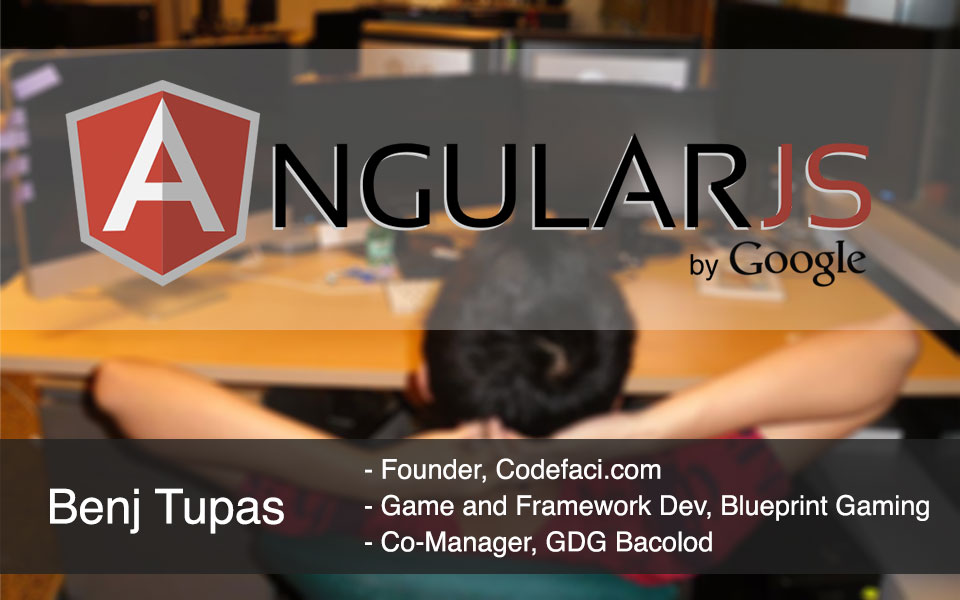 ANGULARJS
by Google
Benj Tupas
- Founder, Codefaci.com
- Game and Framework Dev, Blueprint Gaming
- Co-Manager, GDG Bacolod